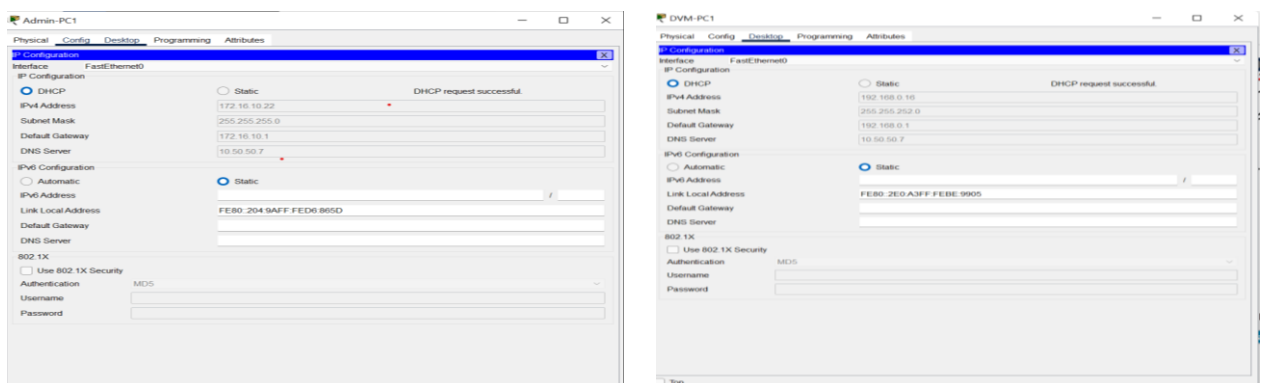 Admin-PC1
Physical Config Desktop Programming Attributes
IP Configuration X
Interface FastEthernet0
IP Configuration
DHCP Static DHCP request successful.
IPv4 Address 172.16.10.22
Subnet Mask 255.255.255.0
Default Gateway 172.16.10.1
DNS Server 10.50.50.7
IPv6 Configuration
Automatic Static
IPv6 Address /
Link Local Address FE80::204:9AFF:FED6:865D
Default Gateway
DNS Server
802.1X
Use 802.1X Security
Authentication MD5
Username
Password
DVM-PC1
Physical Config Desktop Programming Attributes
IP Configuration X
Interface FastEthernet0
IP Configuration
DHCP Static DHCP request successful.
IPv4 Address 192.168.0.16
Subnet Mask 255.255.252.0
Default Gateway 192.168.0.1
DNS Server 10.50.50.7
IPv6 Configuration
Automatic Static
IPv6 Address /
Link Local Address FE80::2E0:A3FF:FEBE:9905
Default Gateway
DNS Server
802.1X
Use 802.1X Security
Authentication MD5
Username
Password
Top